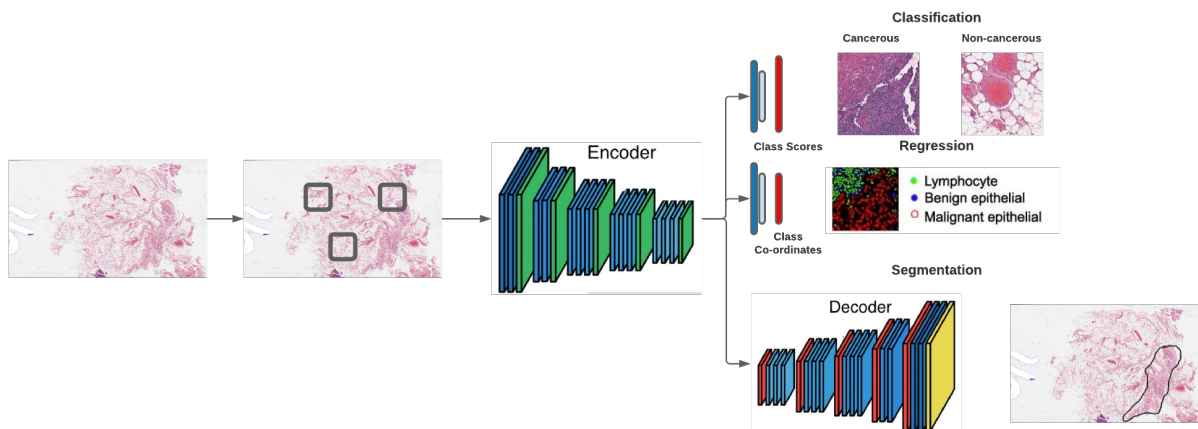 Classification
Cancerous
Non-cancerous
Encoder
Class Scores
Regression
Lymphocyte
Benign epithelial
Malignant epithelial
Class
Co-ordinates
Segmentation
Decoder